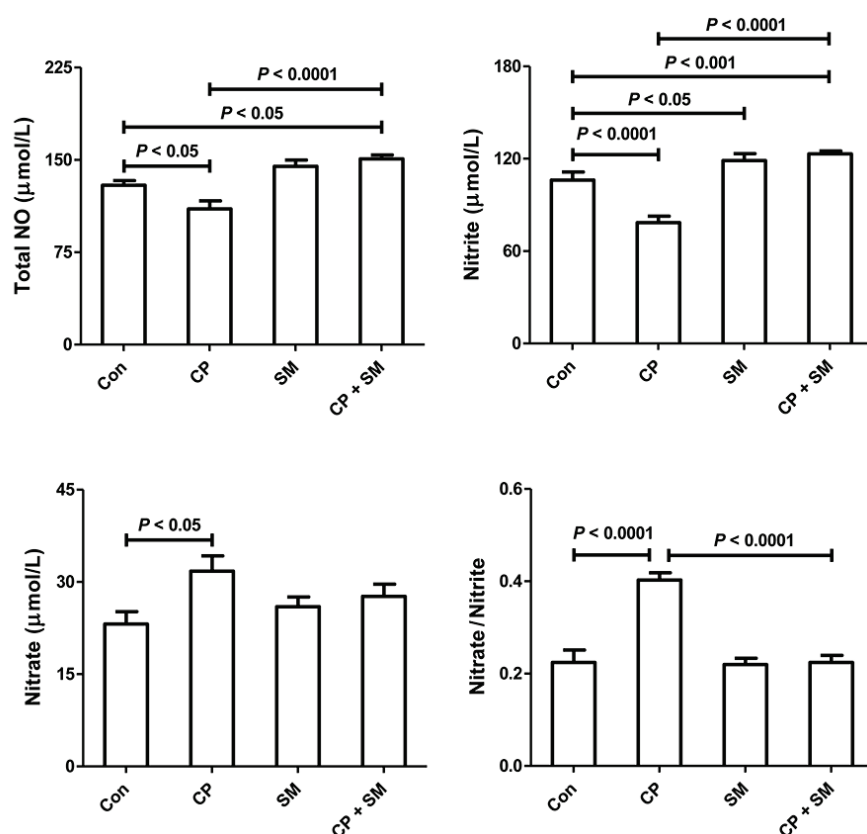 Total NO (μmol/L)
225
150
75
0
P < 0.0001
P < 0.05
P < 0.05
Con
CP
SM
CP + SM
Nitrite (μmol/L)
180
120
60
0
P < 0.0001
P < 0.001
P < 0.05
P < 0.0001
Con
CP
SM
CP + SM
Nitrate (μmol/L)
45
30
15
0
P < 0.05
Con
CP
SM
CP + SM
Nitrate / Nitrite
0.6
0.4
0.2
0.0
P < 0.0001
P < 0.0001
Con
CP
SM
CP + SM